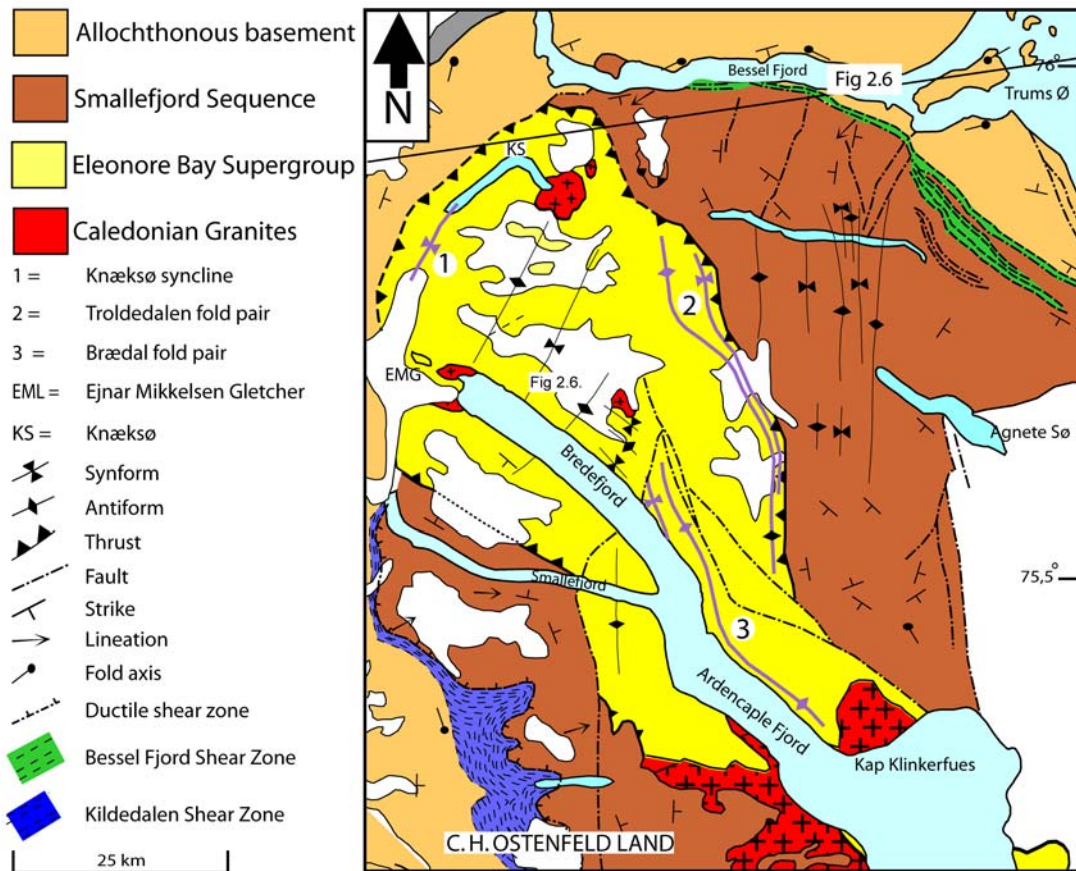 Allochthonous basement
Smallefjord Sequence
Eleonore Bay Supergroup
Caledonian Granites
1 = Knæksø syncline
2 = Troldedalen fold pair
3 = Brædal fold pair
EML = Ejnar Mikkelsen Gletcher
KS = Knæksø
Synform
Antiform
Thrust
Fault
Strike
Lineation
Fold axis
Ductile shear zone
Bessel Fjord Shear Zone
Kildedalen Shear Zone
25 km
N
Bessel Fjord
Fig 2.6
76°
Trums Ø
KS
1
2
EMG
Fig 2.6.
Agnete Sø
Bredefjord
Smallefjord
75,5°
3
Ardencaple Fjord
Kap Klinkerfues
C.H.OSTENFELD LAND